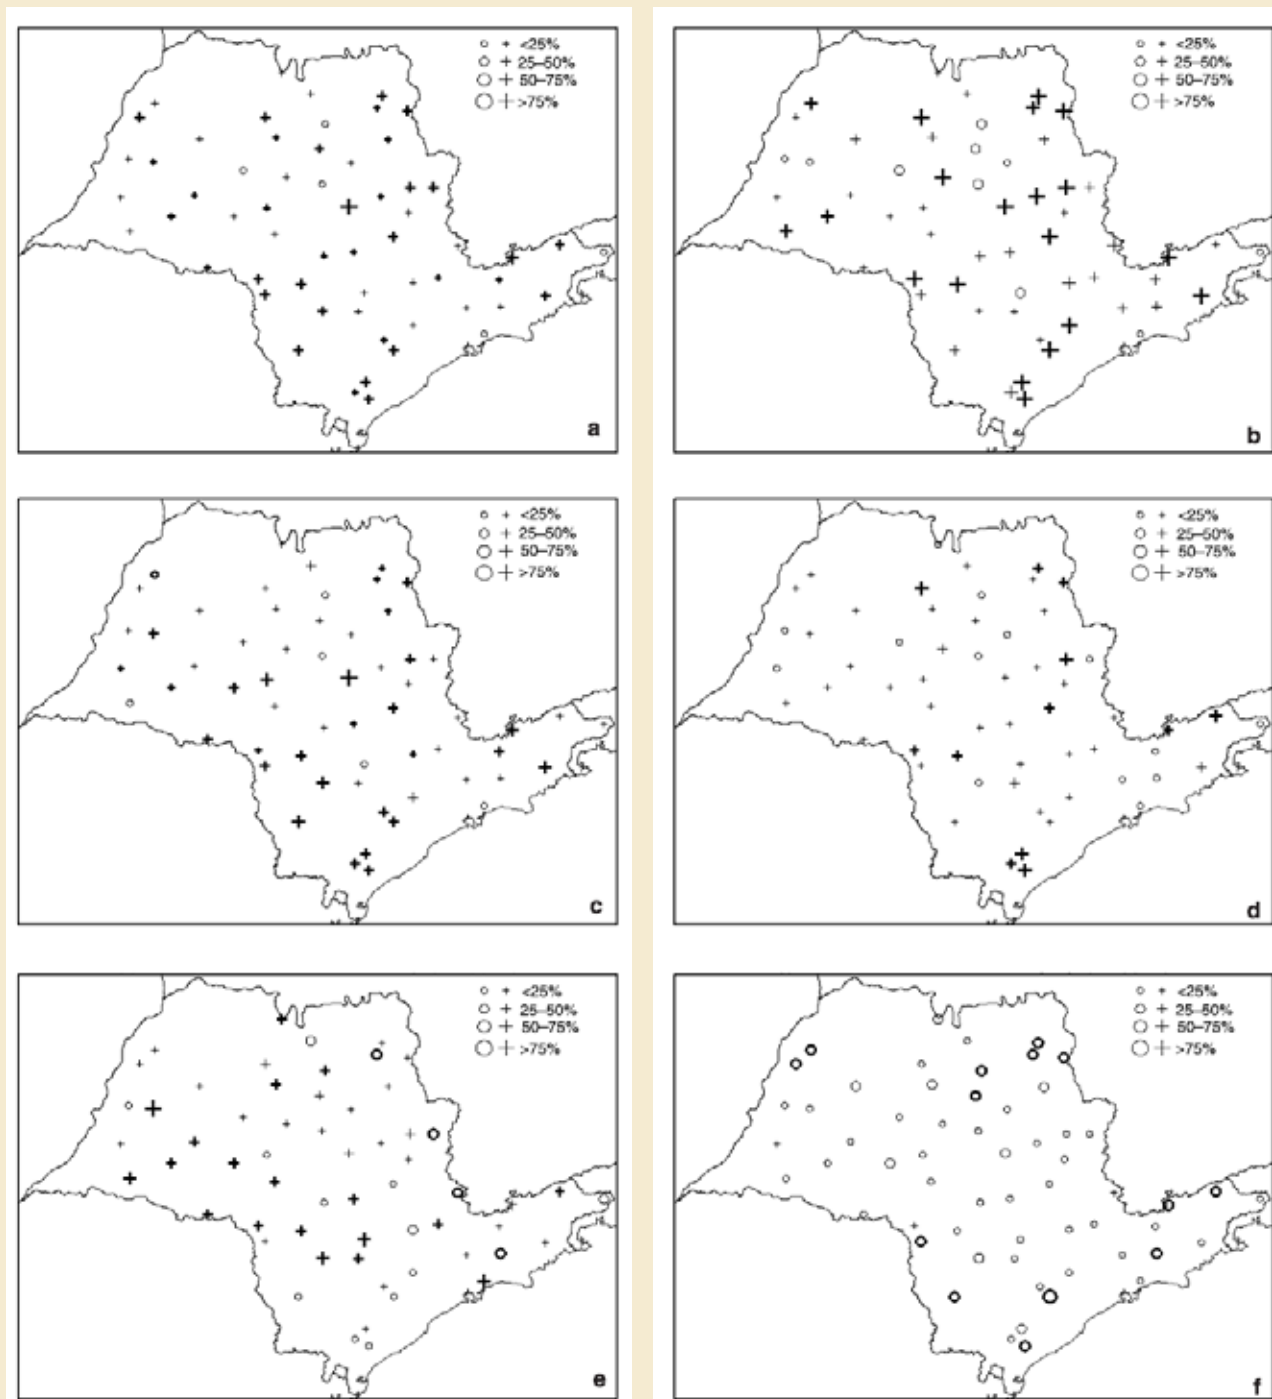 ○ + <25%
○ + 25–50%
○ + 50–75%
○ + >75%
a
○ + <25%
○ + 25–50%
○ + 50–75%
○ + >75%
b
○ + <25%
○ + 25–50%
○ + 50–75%
○ + >75%
c
○ + <25%
○ + 25–50%
○ + 50–75%
○ + >75%
d
○ + <25%
○ + 25–50%
○ + 50–75%
○ + >75%
e
○ + <25%
○ + 25–50%
○ + 50–75%
○ + >75%
f